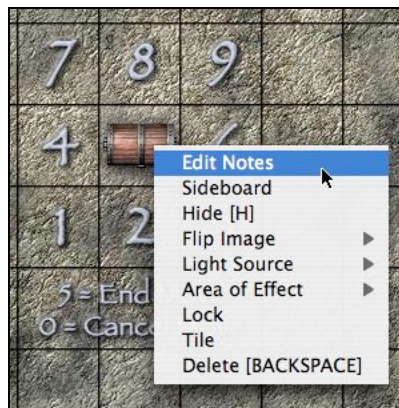 7 8 9
4 6
Edit Notes
Sideboard
Hide [H]
1 2
Flip Image
Light Source
Area of Effect
5 = End
Lock
0 = Cance
Tile
Delete [BACKSPACE]